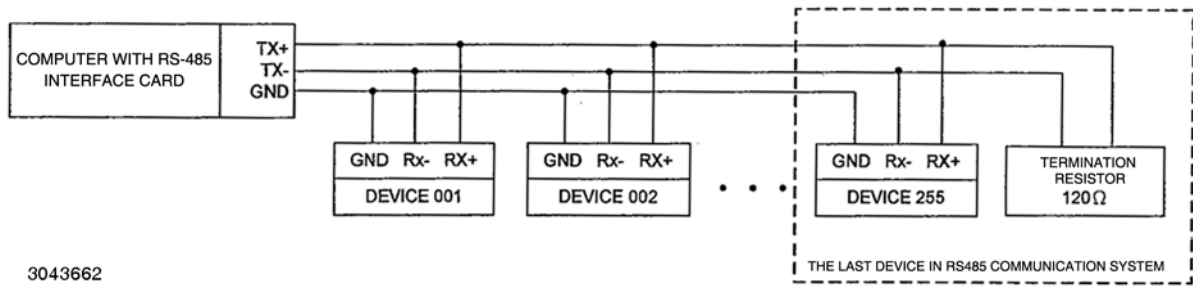 COMPUTER WITH RS-485
INTERFACE CARD
TX+
TX-
GND
GND Rx- RX+
DEVICE 001
GND Rx- RX+
DEVICE 002
GND Rx- RX+
DEVICE 255
TERMINATION
RESISTOR
120Ω
THE LAST DEVICE IN RS485 COMMUNICATION SYSTEM
3043662